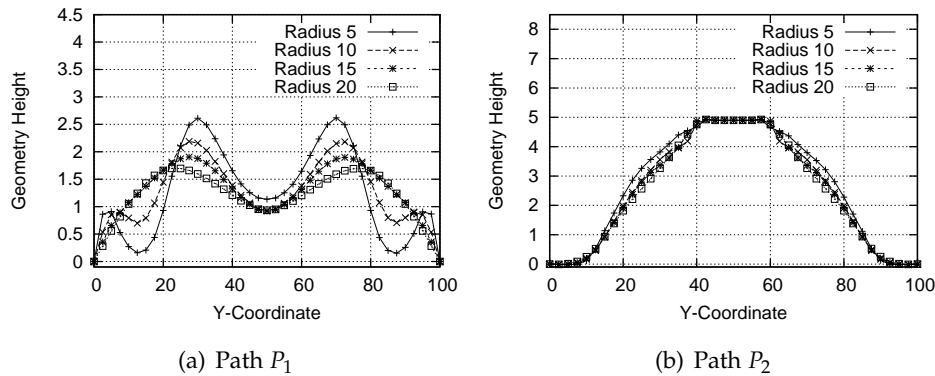 4.5
4
3.5
3
2.5
2
1.5
1
0.5
0
Geometry Height
Radius 5
Radius 10
Radius 15
Radius 20
0 20 40 60 80 100
Y-Coordinate
(a) Path P1
8
7
6
5
4
3
2
1
0
Geometry Height
Radius 5
Radius 10
Radius 15
Radius 20
0 20 40 60 80 100
Y-Coordinate
(b) Path P2